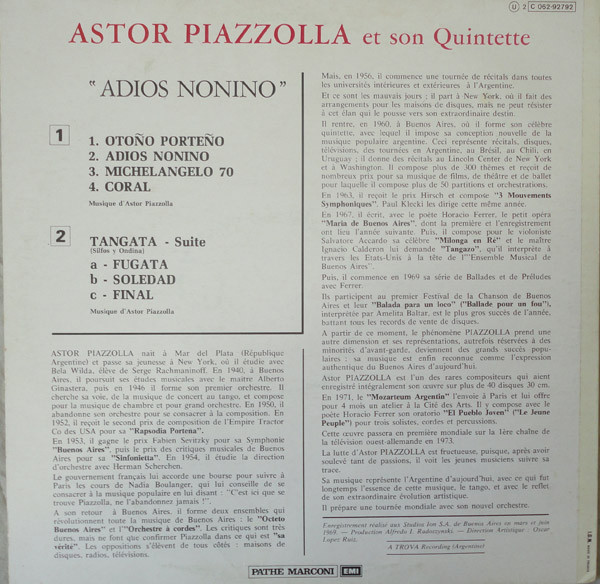 U 2 C 062-92792
ASTOR PIAZZOLLA et son Quintette
"ADIOS NONINO"
1
1. OTOÑO PORTEÑO
2. ADIOS NONINO
3. MICHELANGELO 70
4. CORAL
Musique d'Astor Piazzolla
2
TANGATA - Suite
(Silfos y Ondina)
a - FUGATA
b - SOLEDAD
c - FINAL
Musique d'Astor Piazzolla
ASTOR PIAZZOLLA naît à Mar del Plata (République
Argentine) et passe sa jeunesse à New York, où il étudie avec
Bela Wilda, élève de Serge Rachmaninoff. En 1940, à Buenos
Aires, il poursuit ses études musicales avec le maître Alberto
Ginastera, puis en 1946 il forme son premier orchestre. Il
cherche sa voie, de la musique de concert au tango, et compose
pour la musique de chambre et pour grand orchestre. En 1950, il
abandonne son orchestre pour se consacrer à la composition. En
1952, il reçoit le second prix de composition de l'Empire Tractor
Co des USA pour sa "Rapsodia Porteña".
En 1953, il gagne le prix Fabien Sevitzky pour sa Symphonie
"Buenos Aires", puis le prix des critiques musicales de Buenos
Aires pour sa "Sinfonietta". En 1954, il étudie la direction
d'orchestre avec Herman Scherchen.
Le gouvernement français lui accorde une bourse pour suivre à
Paris les cours de Nadia Boulanger, qui lui conseille de se
consacrer à la musique populaire en lui disant : "C'est ici que se
trouve Piazzolla, ne l'abandonnez jamais !".
A son retour à Buenos Aires, il forme deux ensembles qui
révolutionnent toute la musique de Buenos Aires : le "Octeto
Buenos Aires" et l'"Orchestre à cordes". Les critiques sont très
dures, mais ne font que confirmer Piazzolla dans ce qui est "sa
vérité". Les oppositions s'élèvent de tous côtés : maisons de
disques, radios, télévisions.
Mais, en 1956, il commence une tournée de récitals dans toutes
les universités intérieures et extérieures à l'Argentine.
Et ce sont les mauvais jours ; il part à New York, où il fait des
arrangements pour les maisons de disques, mais ne peut résister
à cet élan qui le pousse vers son extraordinaire destin.
Il rentre, en 1960, à Buenos Aires, où il forme son célèbre
quintette, avec lequel il impose sa conception nouvelle de la
musique populaire argentine. Ceci représente récitals, disques,
télévisions, des tournées en Argentine, au Brésil, au Chili, en
Uruguay ; il donne des récitals au Lincoln Center de New York
et à Washington. Il compose plus de 300 thèmes et reçoit de
nombreux prix pour sa musique de films, de théâtre et de ballet
pour laquelle il compose plus de 50 partitions et orchestrations.
En 1963, il reçoit le prix Hirsch et compose "3 Mouvements
Symphoniques". Paul Klecki les dirige cette même année.
En 1967, il écrit, avec le poète Horacio Ferrer, le petit opéra
"Maria de Buenos Aires", dont la première et l'enregistrement
ont lieu l'année suivante. Puis, il compose pour le violoniste
Salvatore Accardo sa célèbre "Milonga en Ré" et le maître
Ignacio Calderon lui demande "Tangazo", qu'il interprète à
travers les Etats-Unis à la tête de l'"Ensemble Musical de
Buenos Aires".
Puis, il commence en 1969 sa série de Ballades et de Préludes
avec Ferrer.
Ils participent au premier Festival de la Chanson de Buenos
Aires et leur "Balada para un loco" ("Ballade pour un fou"),
interprétée par Amelita Baltar, est le plus gros succès de l'année,
battant tous les records de vente de disques.
A partir de ce moment, le phénomène PIAZZOLLA prend une
autre dimension et ses représentations, autrefois réservées à des
minorités d'avant-garde, deviennent des grands succès popu-
laires : sa musique est enfin reconnue comme l'expression
authentique du Buenos Aires d'aujourd'hui.
Astor PIAZZOLLA est l'un des rares compositeurs qui aient
enregistré intégralement son œuvre sur plus de 40 disques 30 cm.
En 1971, le "Mozarteum Argentin" l'envoie à Paris et lui offre
pour 4 mois un atelier à la Cité des Arts. Il y compose avec le
poète Horacio Ferrer son oratorio "El Pueblo Joven" ("Le Jeune
Peuple") pour trois solistes, cordes et percussions.
Cette œuvre passera en première mondiale sur la 1ère chaîne de
la télévision ouest-allemande en 1973.
La lutte d'Astor PIAZZOLLA est fructueuse, puisque, après avoir
soulevé tant de passions, il voit les jeunes musiciens suivre sa
trace.
Sa musique représente l'Argentine d'aujourd'hui, avec ce qui fut
longtemps l'essence de cette musique, le tango, et avec le reflet
de son extraordinaire évolution artistique.
Il prépare une tournée mondiale avec son nouvel orchestre.
Enregistrement réalisé aux Studios Ion S.A. de Buenos Aires en mars et juin
1969. — Production Alfredo I. Radoszynski. — Direction Artistique : Oscar
Lopez Ruiz.
A TROVA Recording (Argentine)
PATHE MARCONI EMI